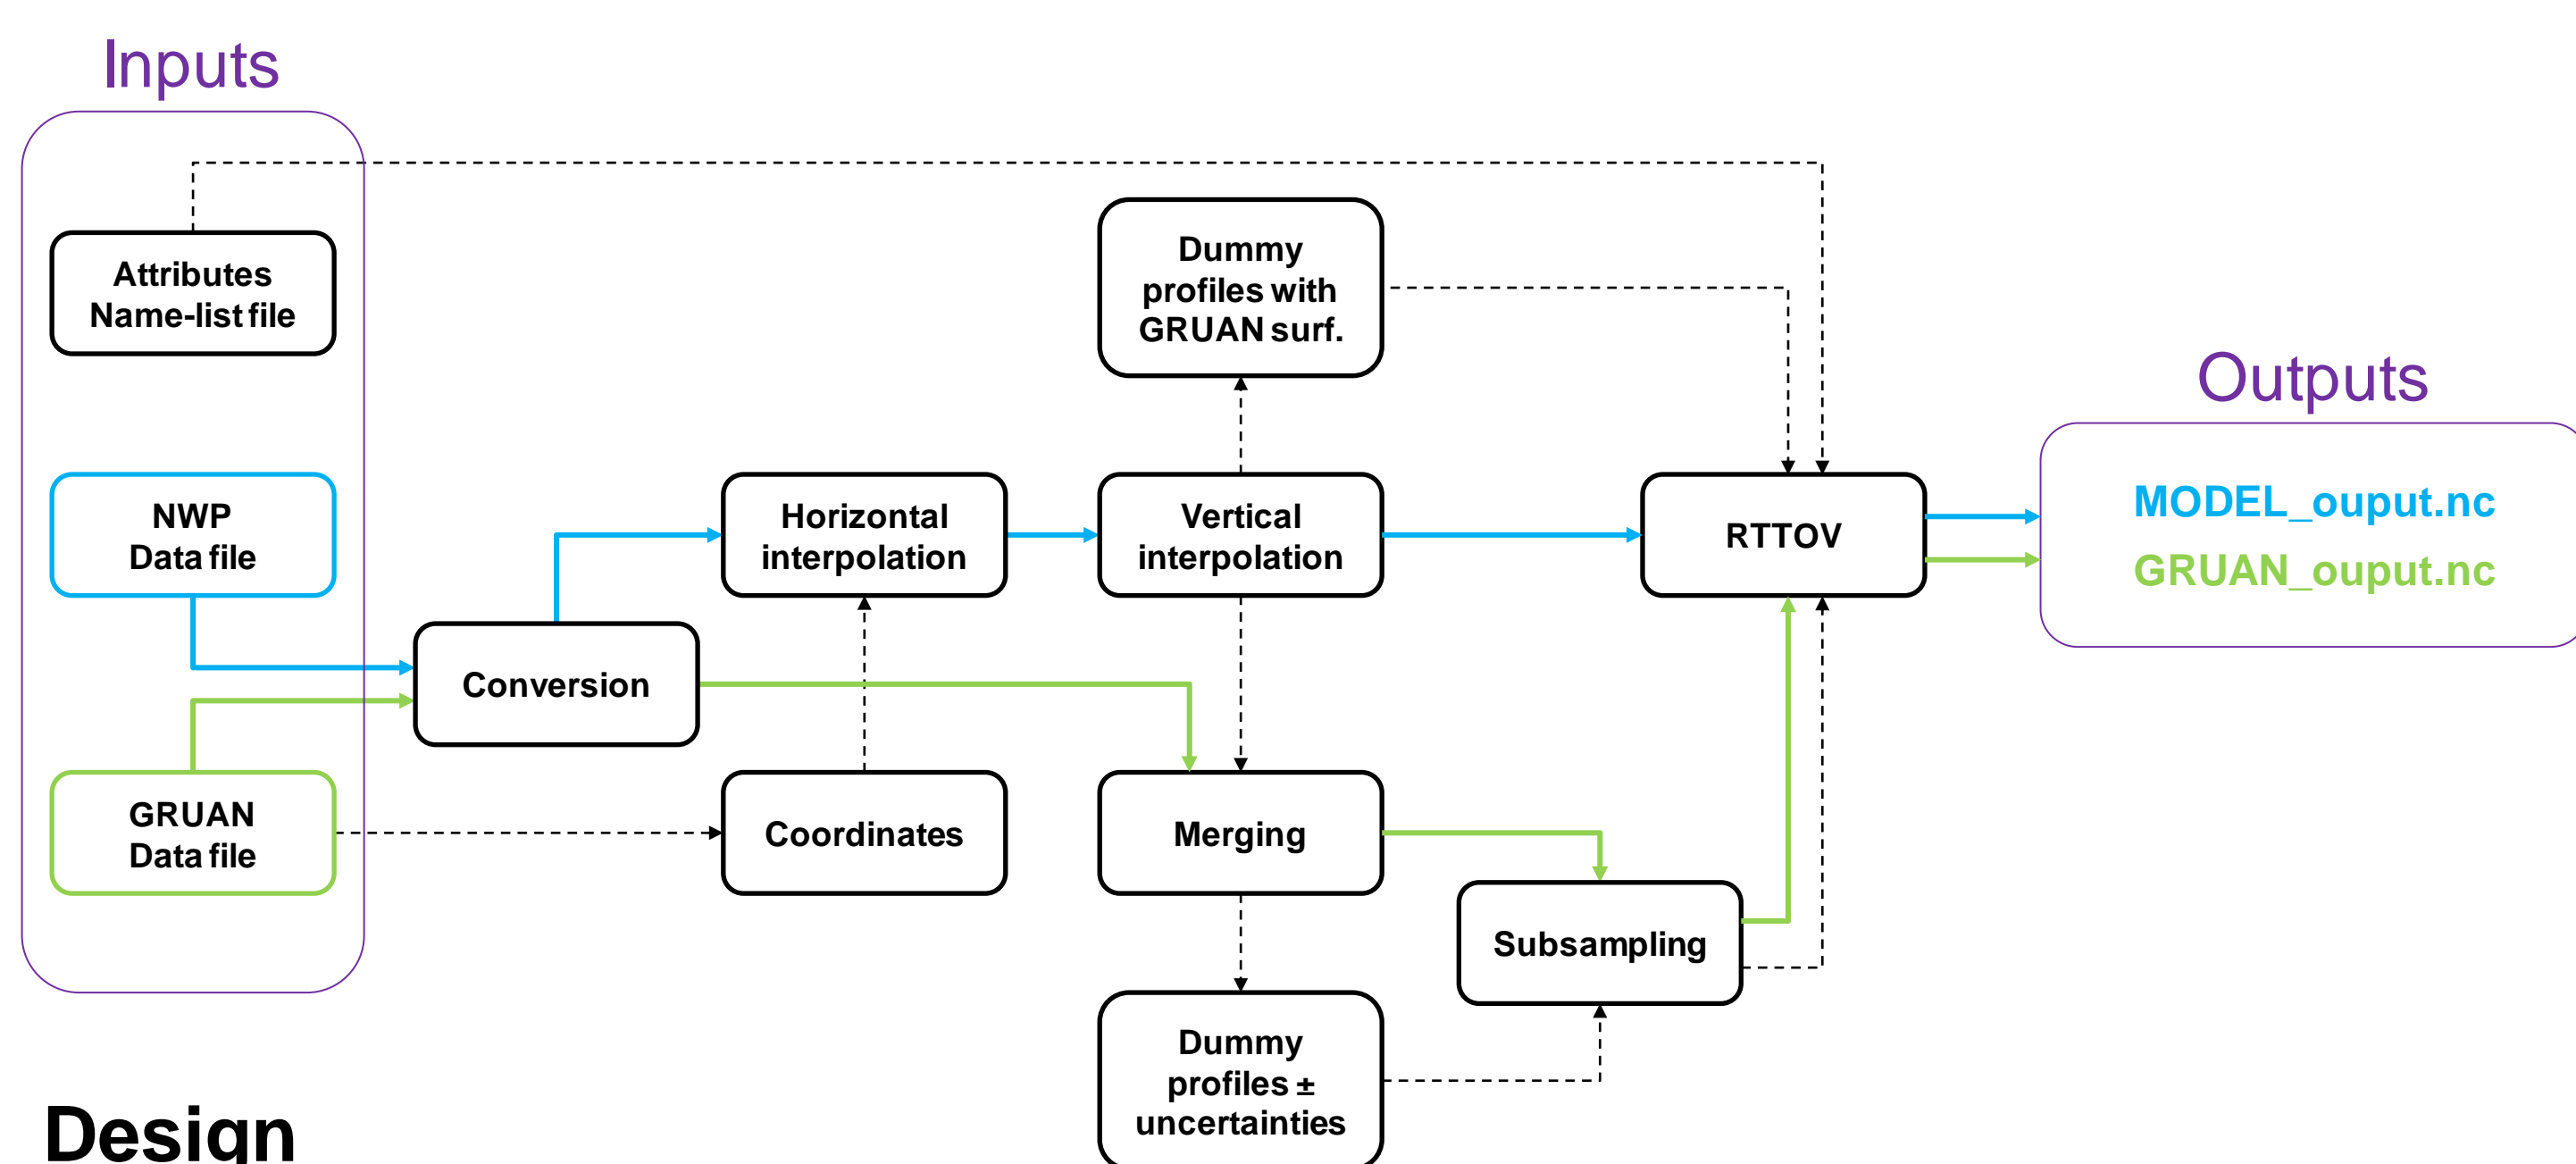 Inputs
Attributes
Name-list file
NWP
Data file
GRUAN
Data file
Conversion
Horizontal
interpolation
Coordinates
Dummy
profiles with
GRUAN surf.
Vertical
interpolation
Merging
Dummy
profiles ±
uncertainties
Subsampling
RTTOV
Outputs
MODEL_ouput.nc
GRUAN_ouput.nc
Design